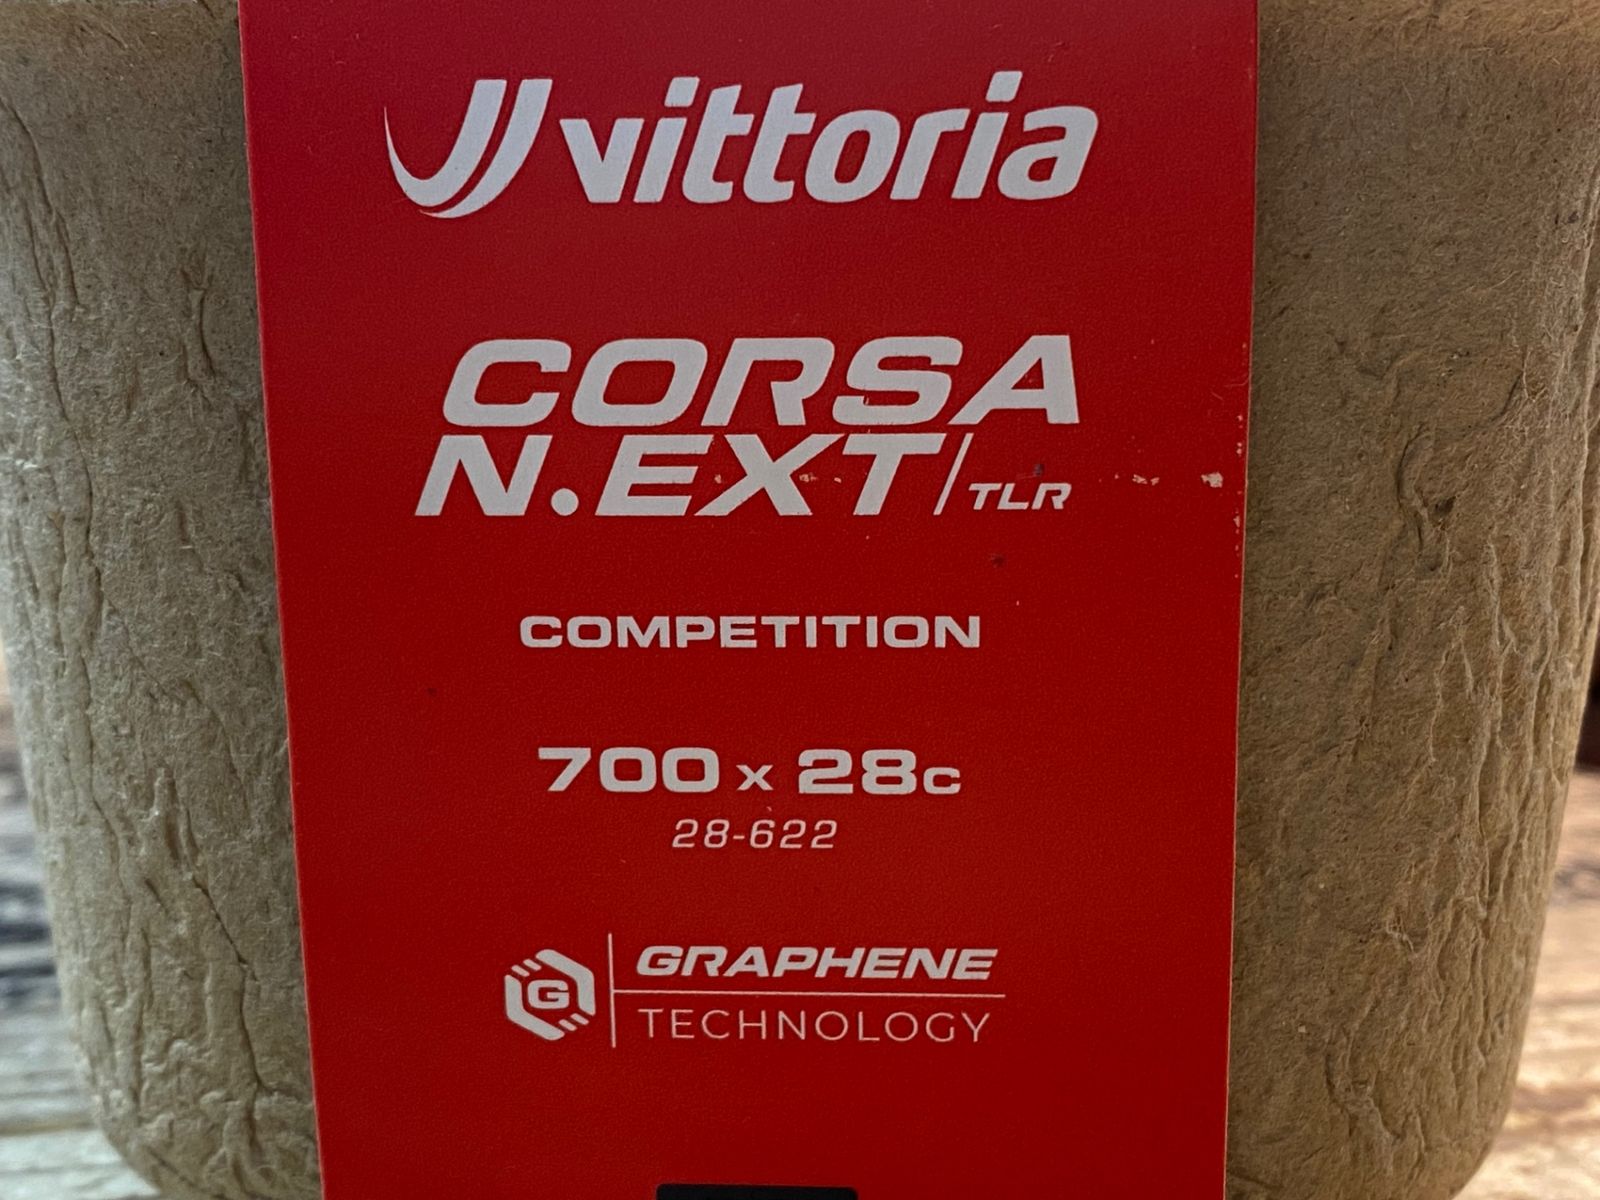 vittoria
CORSA
N.EXT/TLR
COMPETITION
700 x 28c
28-622
G
GRAPHENE
TECHNOLOGY